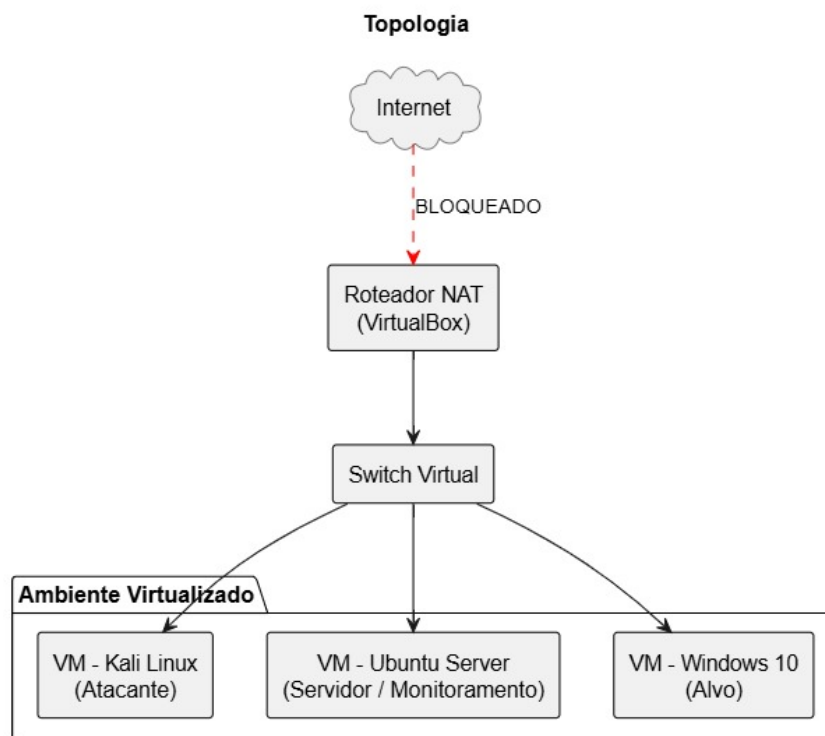 Topologia
Internet
BLOQUEADO
Roteador NAT
(VirtualBox)
Switch Virtual
Ambiente Virtualizado
VM - Kali Linux
(Atacante)
VM - Ubuntu Server
(Servidor / Monitoramento)
VM - Windows 10
(Alvo)